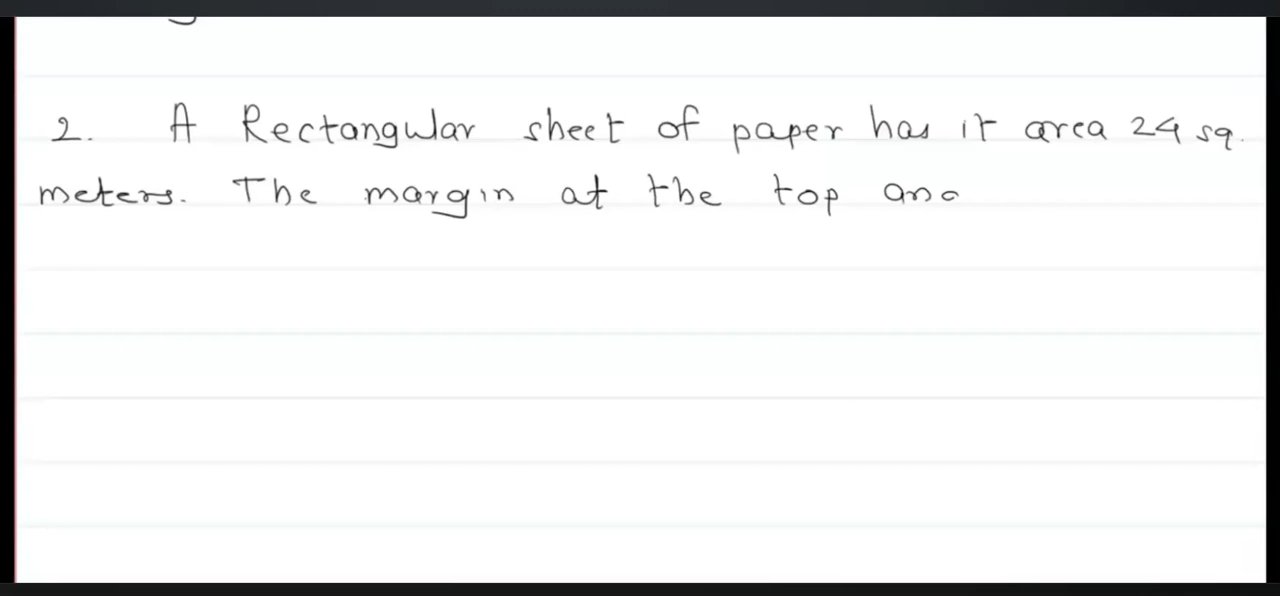 2. A Rectangular sheet of paper has it area 24 sq.
meters. The margin at the top